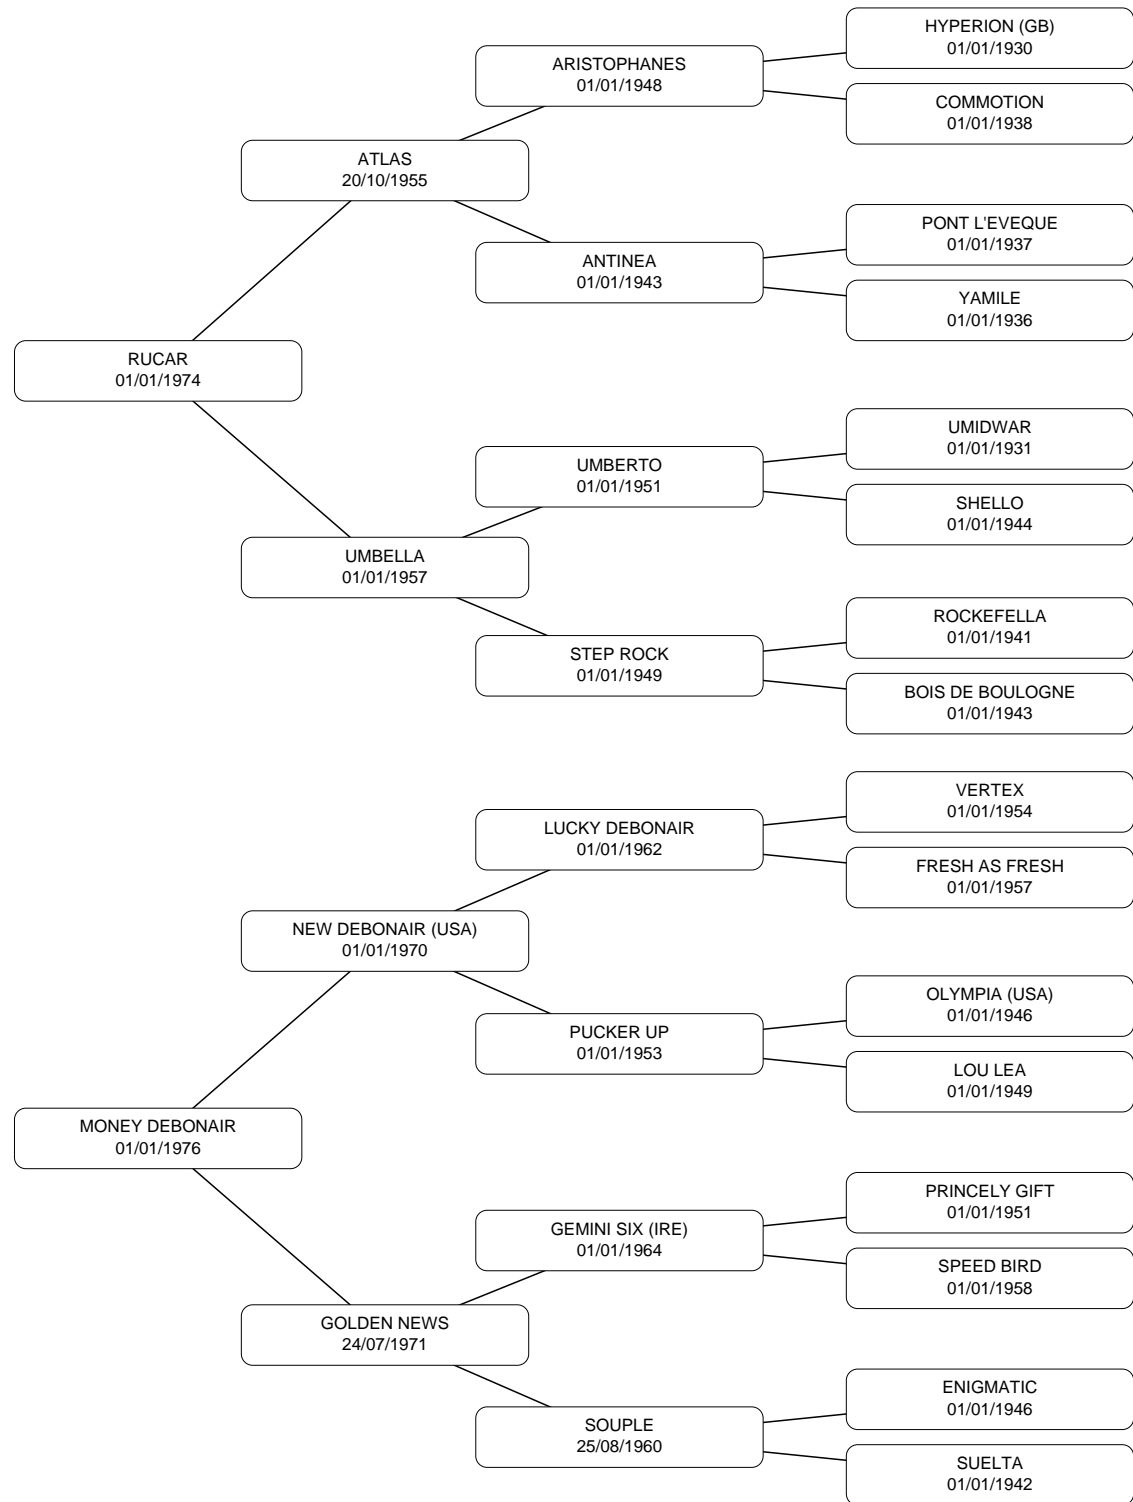 HYPERION (GB)
01/01/1930
ARISTOPHANES
01/01/1948
COMMOTION
01/01/1938
ATLAS
20/10/1955
PONT L'EVEQUE
01/01/1937
ANTINEA
01/01/1943
YAMILE
01/01/1936
RUCAR
01/01/1974
UMIDWAR
01/01/1931
UMBERTO
01/01/1951
SHELLO
01/01/1944
UMBELLA
01/01/1957
ROCKEFELLA
01/01/1941
STEP ROCK
01/01/1949
BOIS DE BOULOGNE
01/01/1943
VERTEX
01/01/1954
LUCKY DEBONAIR
01/01/1962
FRESH AS FRESH
01/01/1957
NEW DEBONAIR (USA)
01/01/1970
OLYMPIA (USA)
01/01/1946
PUCKER UP
01/01/1953
LOU LEA
01/01/1949
MONEY DEBONAIR
01/01/1976
PRINCELY GIFT
01/01/1951
GEMINI SIX (IRE)
01/01/1964
SPEED BIRD
01/01/1958
GOLDEN NEWS
24/07/1971
ENIGMATIC
01/01/1946
SOUPLE
25/08/1960
SUELTA
01/01/1942